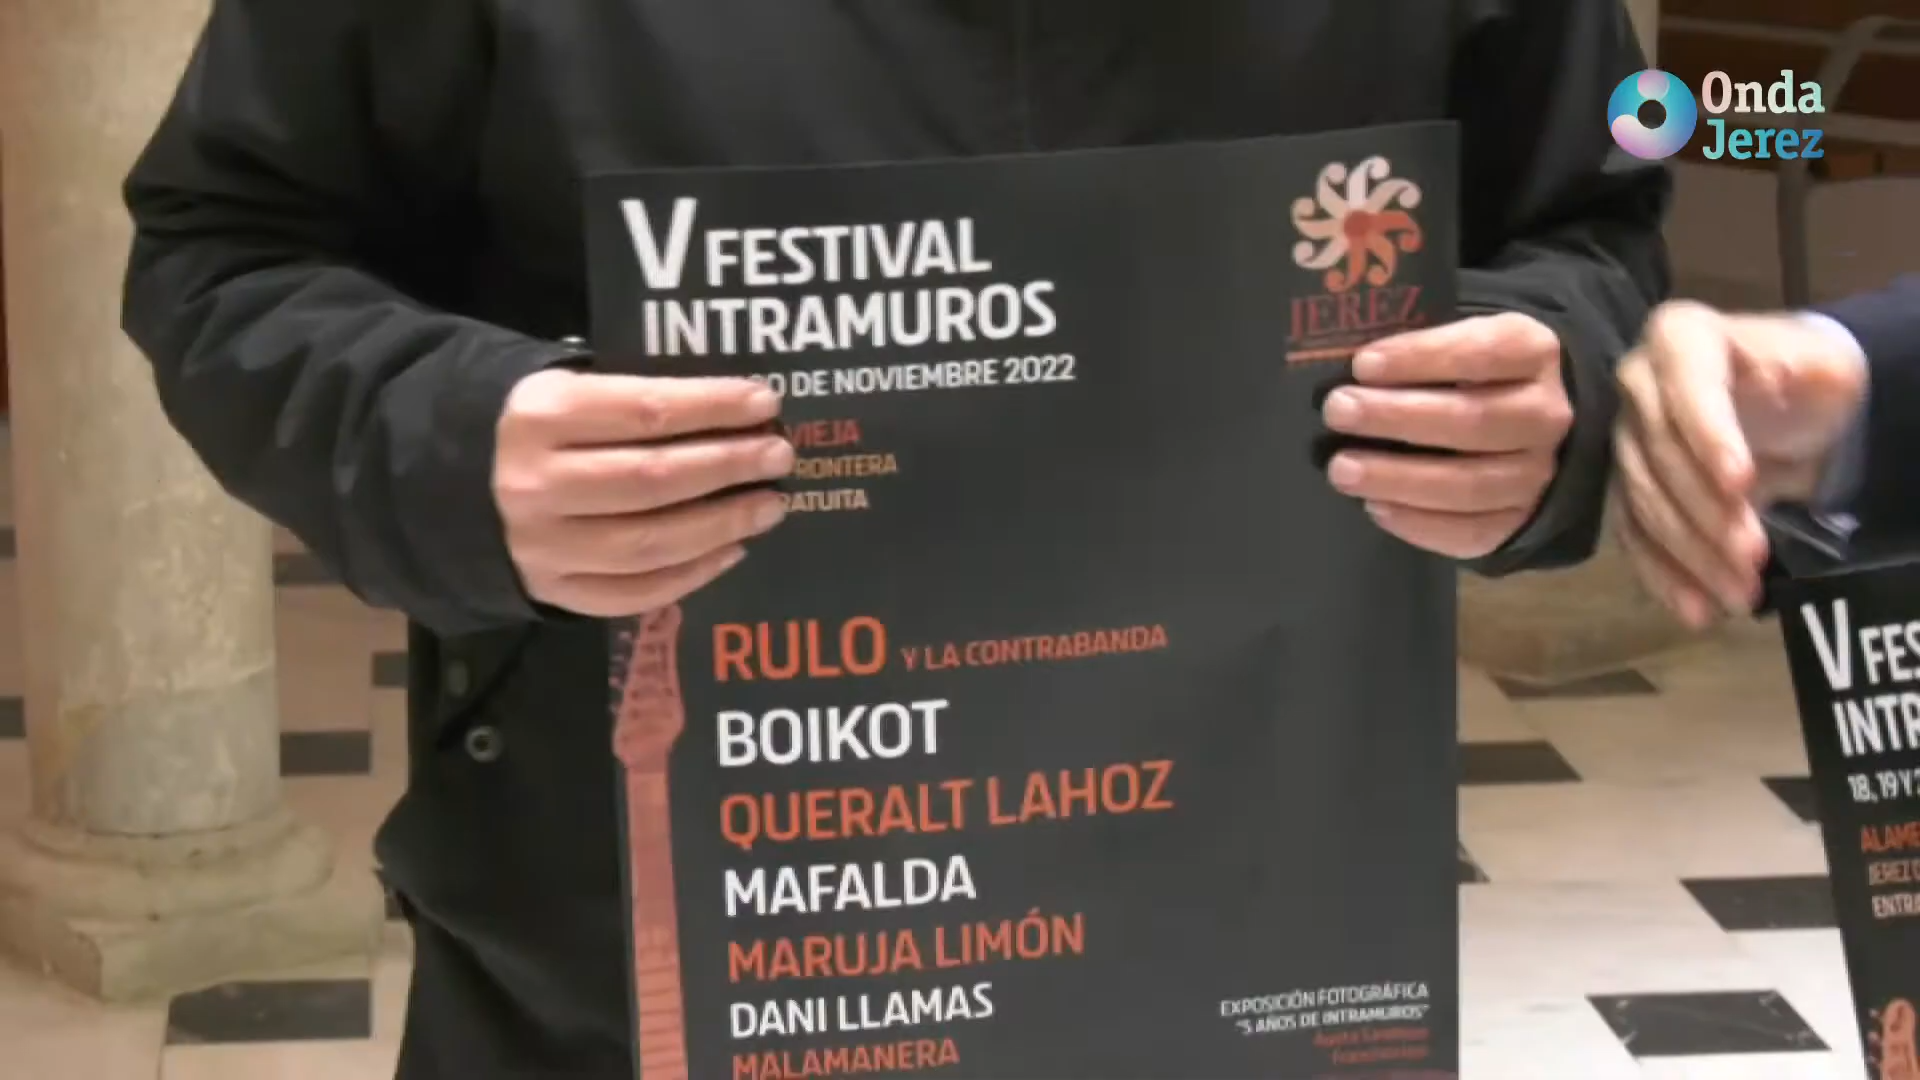 Onda
Jerez
V FESTIVAL
INTRAMUROS
JEREZ
DE NOVIEMBRE 2022
VIEJA
RONTERA
RATUITA
RULO Y LA CONTRABANDA
BOIKOT
QUERALT LAHOZ
MAFALDA
MARUJA LIMÓN
DANI LLAMAS
MALAMANERA
EXPOSICIÓN FOTOGRÁFICA
"5 AÑOS DE INTRAMUROS"
V FES
INTR
18, 19 Y
ALAME
JEREZ
ENTRA